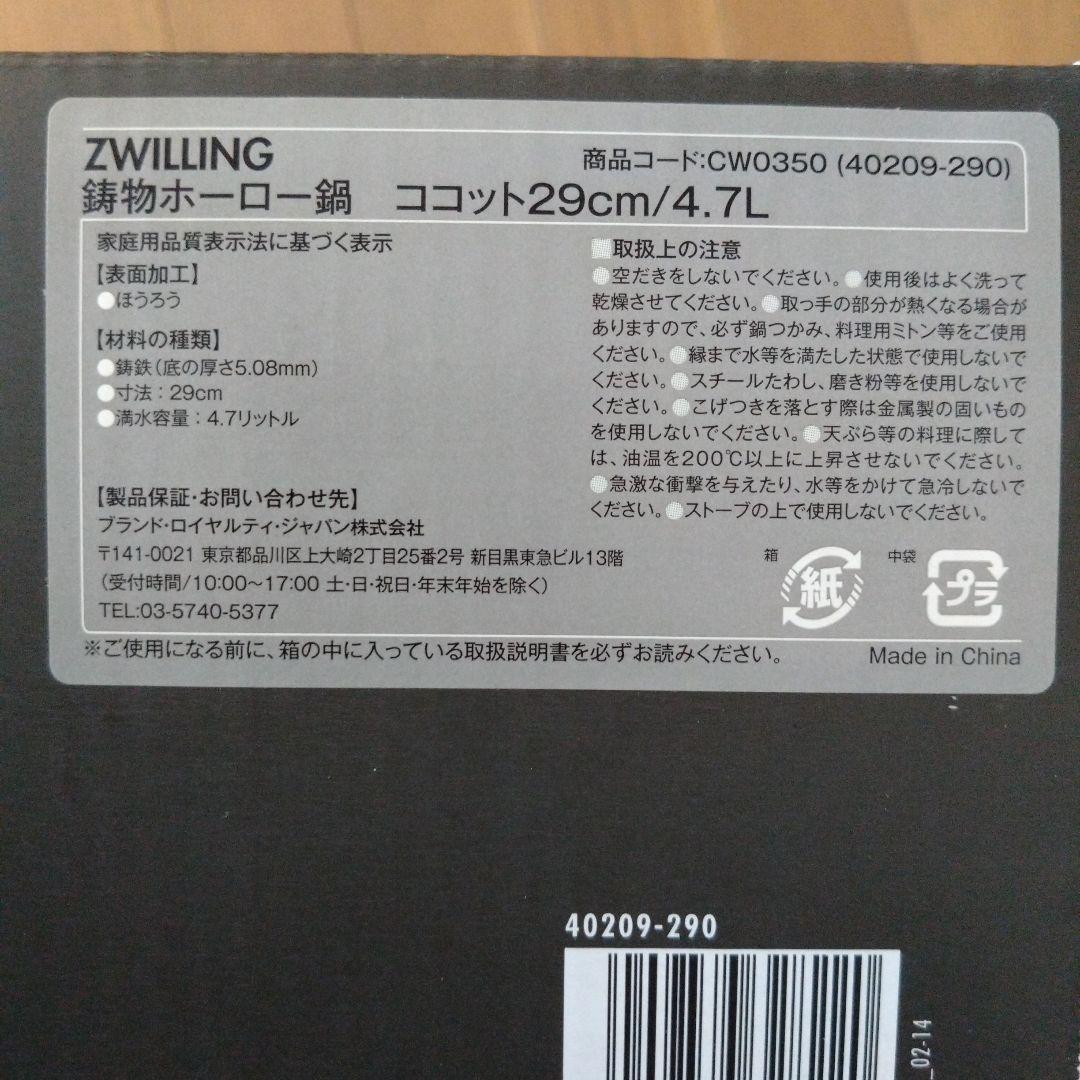 ZWILLING
商品コード:CW0350 (40209-290)
鋳物ホーロー鍋 ココット29cm/4.7L
家庭用品質表示法に基づく表示
【表面加工】
●ほうろう
【材料の種類】
●鋳鉄(底の厚さ5.08mm)
●寸法:29cm
●満水容量:4.7リットル
【製品保証・お問い合わせ先】
ブランド・ロイヤルティ・ジャパン株式会社
〒141-0021 東京都品川区上大崎2丁目25番2号 新目黒東急ビル13階
(受付時間/10:00〜17:00 土・日・祝日・年末年始を除く)
TEL:03-5740-5377
■取扱上の注意
●空だきをしないでください。●使用後はよく洗って
乾燥させてください。●取っ手の部分が熱くなる場合が
ありますので、必ず鍋つかみ、料理用ミトン等をご使用
ください。●縁まで水等を満たした状態で使用しないで
ください。●スチールたわし、磨き粉等を使用しないで
ください。●こげつきを落とす際は金属製の固いもの
を使用しないでください。●天ぷら等の料理に際して
は、油温を200℃以上に上昇させないでください。
●急激な衝撃を与えたり、水等をかけて急冷しないで
ください。●ストーブの上で使用しないでください。
箱
紙
中袋
プラ
※ご使用になる前に、箱の中に入っている取扱説明書を必ずお読みください。
Made in China
40209-290
_02-14